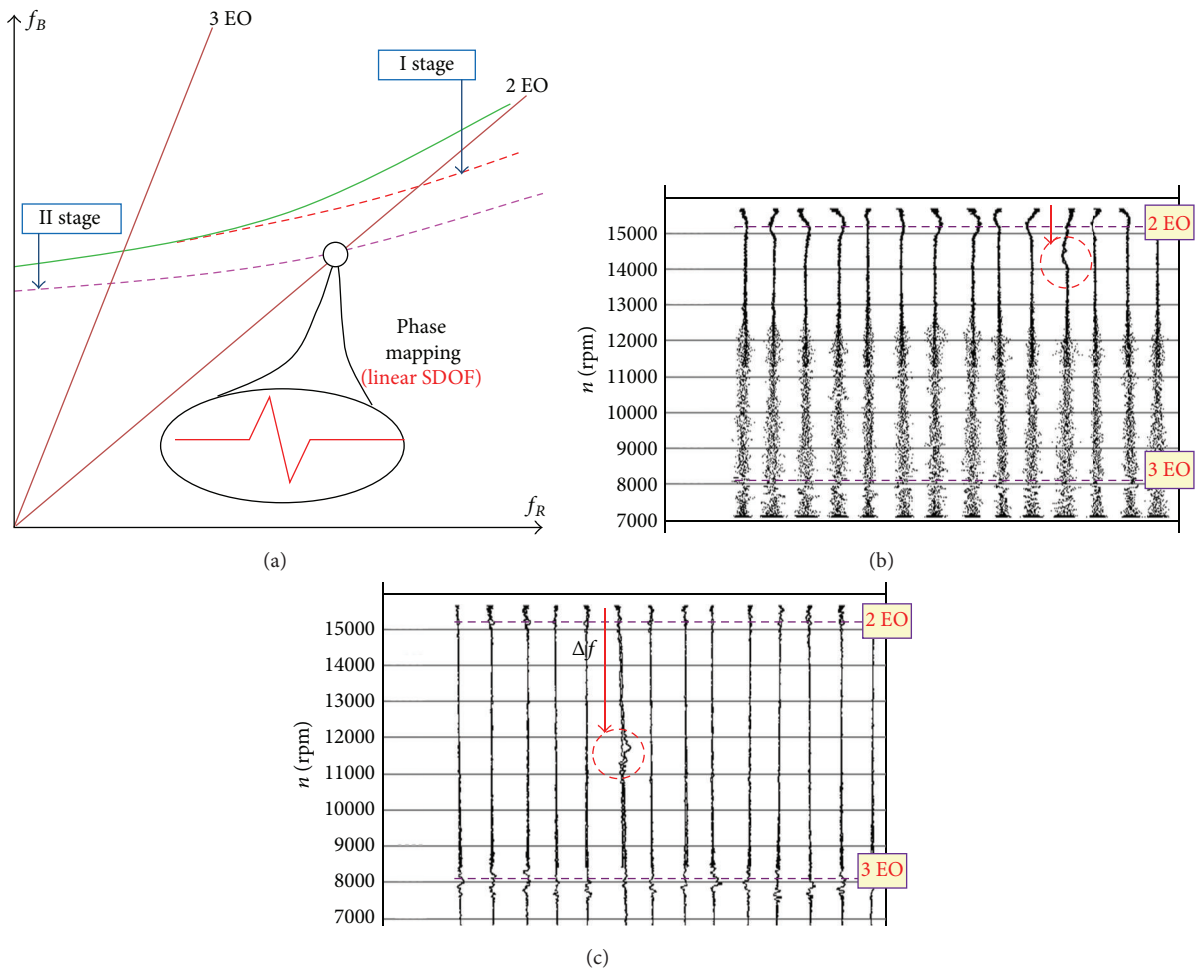 f_B
3 EO
I stage
2 EO
II stage
Phase
mapping
(linear SDOF)
f_R
(a)
15000
14000
13000
12000
11000
10000
9000
8000
7000
n (rpm)
2 EO
3 EO
(b)
15000
14000
13000
12000
11000
10000
9000
8000
7000
n (rpm)
Δf
2 EO
3 EO
(c)